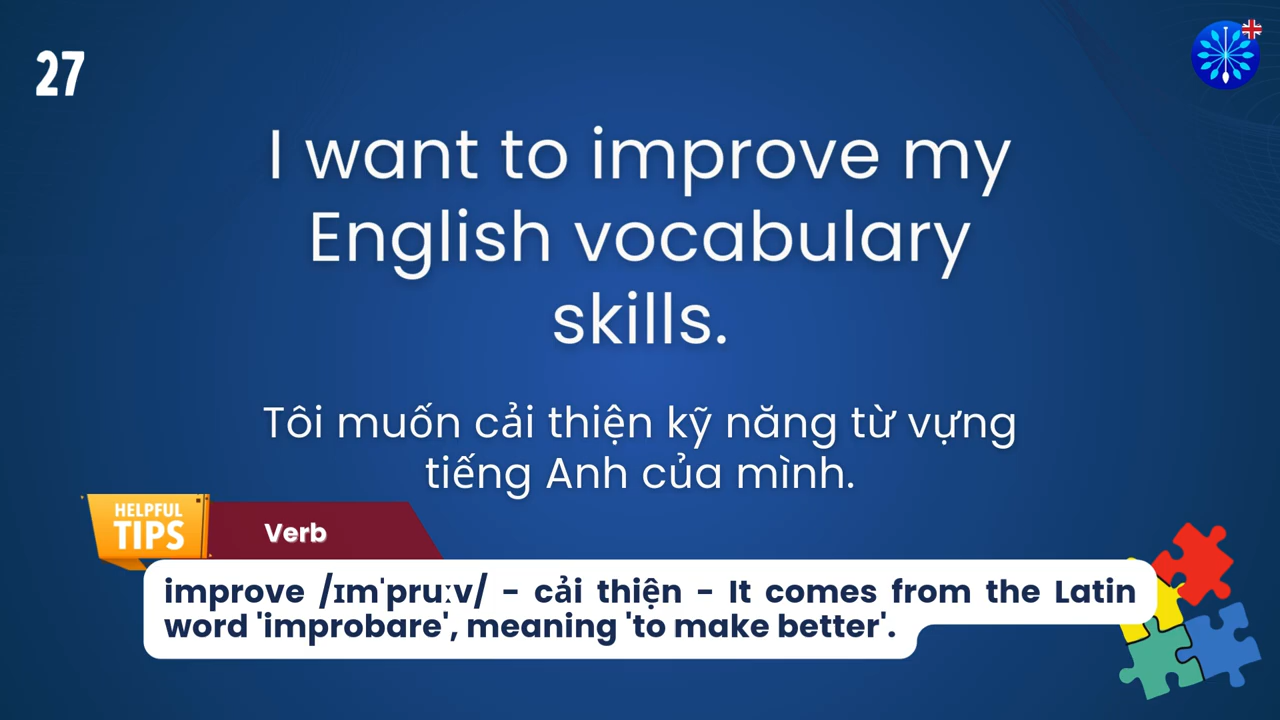 27
I want to improve my
English vocabulary
skills.
Tôi muốn cải thiện kỹ năng từ vựng
tiếng Anh của mình.
HELPFUL
TIPS
Verb
improve /ɪmˈpruːv/ - cải thiện - It comes from the Latin
word 'improbare', meaning 'to make better'.